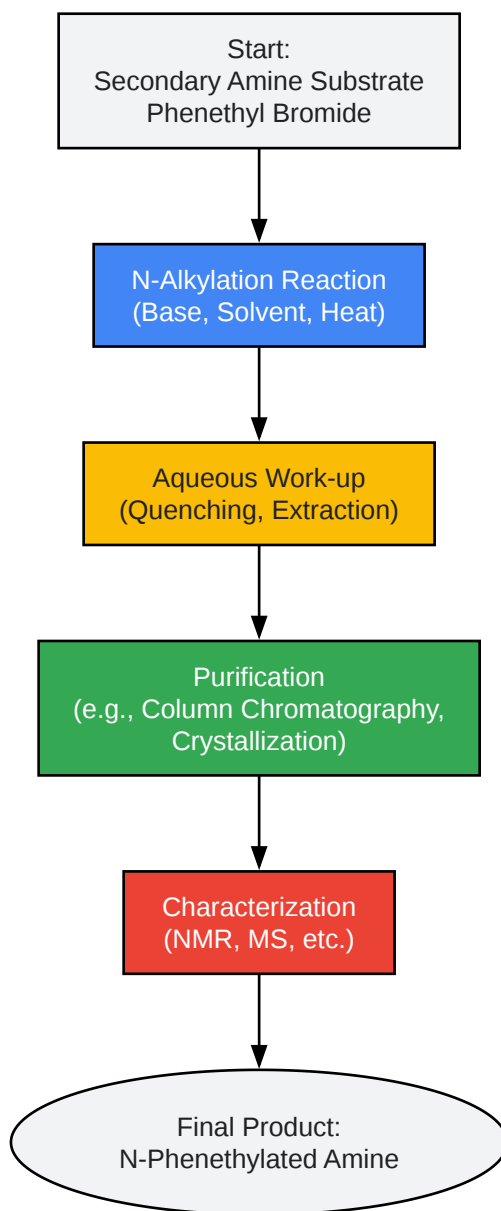 Start:
Secondary Amine Substrate
Phenethyl Bromide
N-Alkylation Reaction
(Base, Solvent, Heat)
Aqueous Work-up
(Quenching, Extraction)
Purification
(e.g., Column Chromatography,
Crystallization)
Characterization
(NMR, MS, etc.)
Final Product:
N-Phenethylated Amine